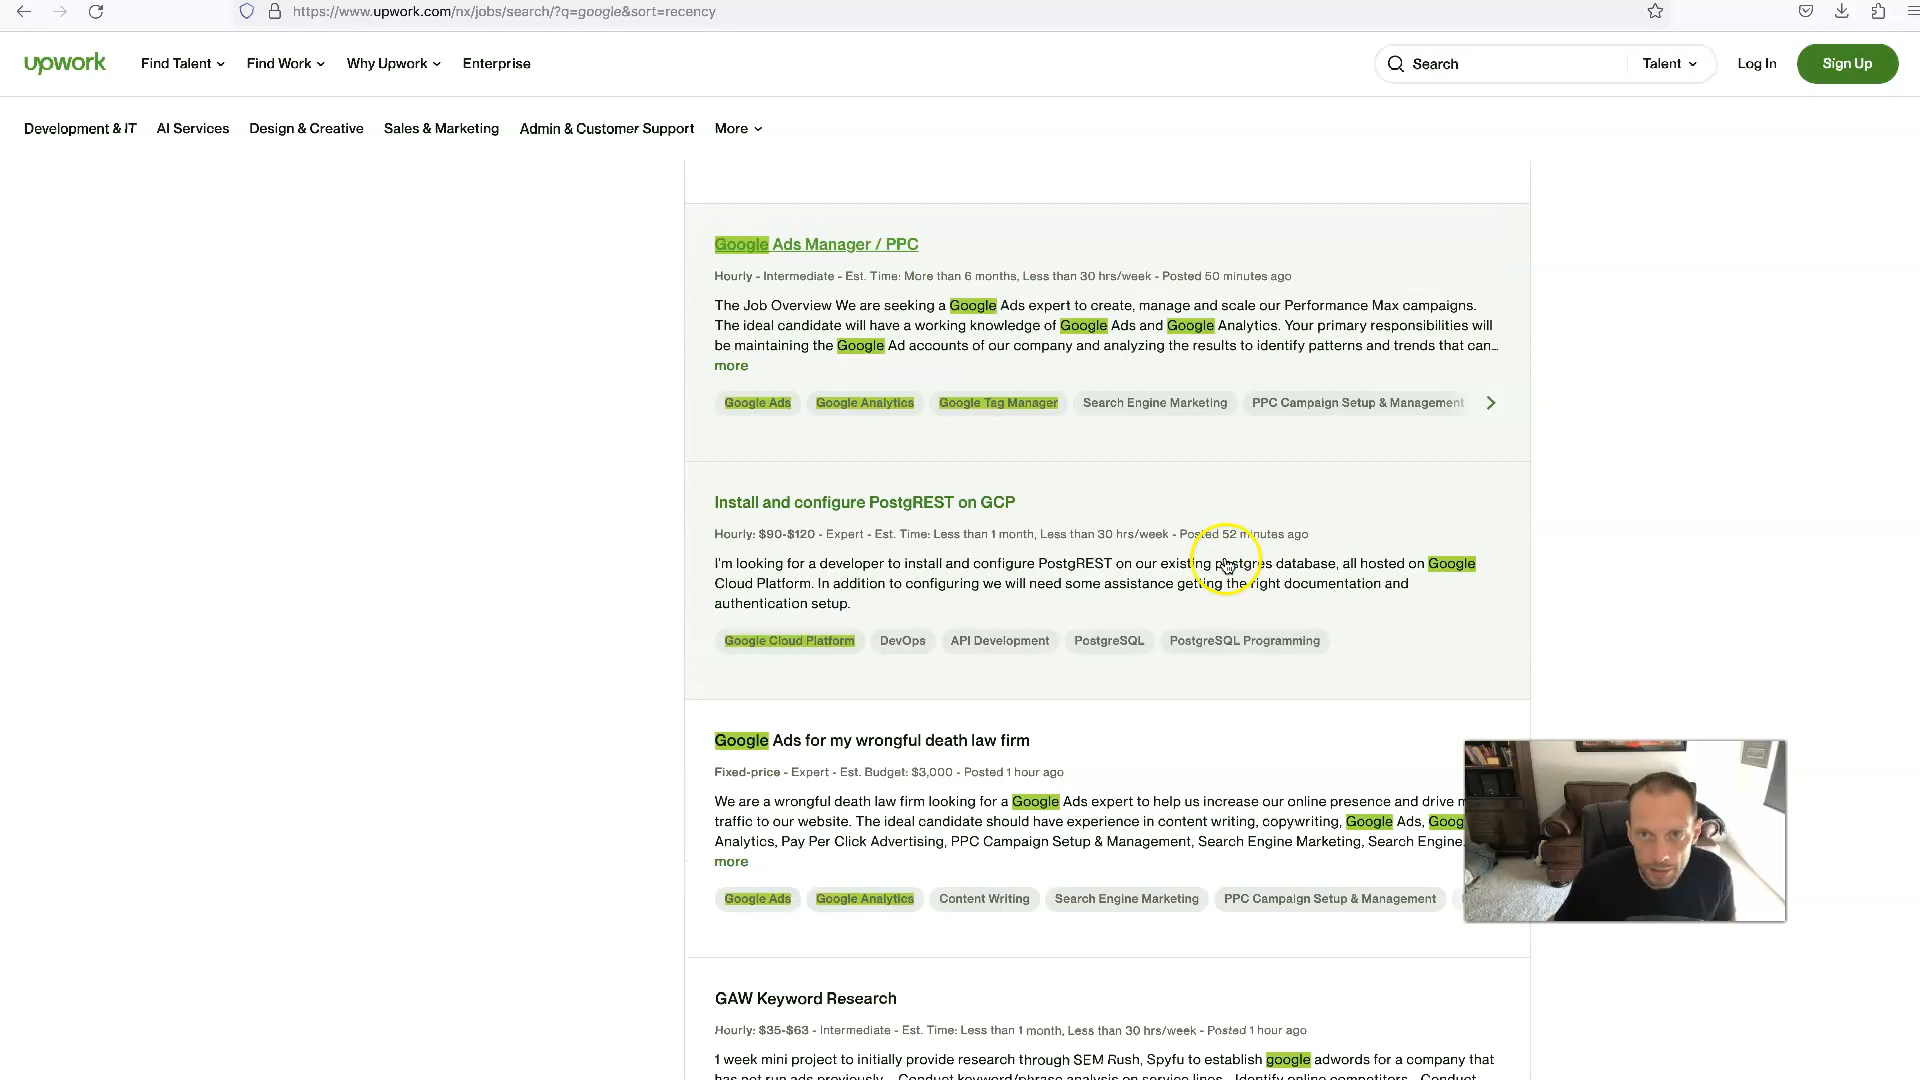 https://www.upwork.com/nx/jobs/search/?q=google&sort=recency
upwork
Find Talent
Find Work
Why Upwork
Enterprise
Search
Talent
Log In
Sign Up
Development & IT
AI Services
Design & Creative
Sales & Marketing
Admin & Customer Support
More
Google Ads Manager / PPC
Hourly - Intermediate - Est. Time: More than 6 months, Less than 30 hrs/week - Posted 50 minutes ago
The Job Overview We are seeking a Google Ads expert to create, manage and scale our Performance Max campaigns.
The ideal candidate will have a working knowledge of Google Ads and Google Analytics. Your primary responsibilities will
be maintaining the Google Ad accounts of our company and analyzing the results to identify patterns and trends that can...
more
Google Ads
Google Analytics
Google Tag Manager
Search Engine Marketing
PPC Campaign Setup & Management
Install and configure PostgREST on GCP
Hourly: $90-$120 - Expert - Est. Time: Less than 1 month, Less than 30 hrs/week - Posted 52 minutes ago
I'm looking for a developer to install and configure PostgREST on our existing postgres database, all hosted on Google
Cloud Platform. In addition to configuring we will need some assistance getting the right documentation and
authentication setup.
Google Cloud Platform
DevOps
API Development
PostgreSQL
PostgreSQL Programming
Google Ads for my wrongful death law firm
Fixed-price - Expert - Est. Budget: $3,000 - Posted 1 hour ago
We are a wrongful death law firm looking for a Google Ads expert to help us increase our online presence and drive
traffic to our website. The ideal candidate should have experience in content writing, copywriting, Google Ads, Goog
Analytics, Pay Per Click Advertising, PPC Campaign Setup & Management, Search Engine Marketing, Search Engine
more
Google Ads
Google Analytics
Content Writing
Search Engine Marketing
PPC Campaign Setup & Management
GAW Keyword Research
Hourly: $35-$63 - Intermediate - Est. Time: Less than 1 month, Less than 30 hrs/week - Posted 1 hour ago
1 week mini project to initially provide research through SEM Rush, Spyfu to establish google adwords for a company that
has not run ads previously. - Conduct keyword/phrase analysis on service lines - Identify online competitors - Conduct